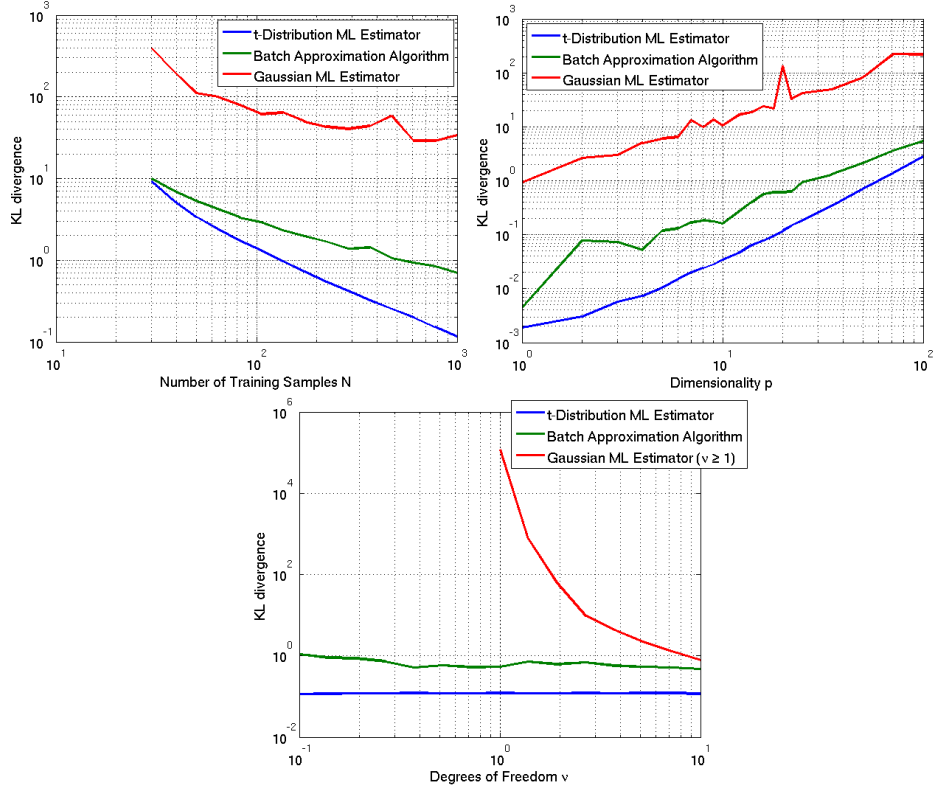 t-Distribution ML Estimator
Batch Approximation Algorithm
Gaussian ML Estimator
KL divergence
10^3
10^2
10^1
10^0
10^-1
10^1
10^2
10^3
Number of Training Samples N
t-Distribution ML Estimator
Batch Approximation Algorithm
Gaussian ML Estimator
KL divergence
10^3
10^2
10^1
10^0
10^-1
10^-2
10^-3
10^0
10^1
10^2
Dimensionality p
t-Distribution ML Estimator
Batch Approximation Algorithm
Gaussian ML Estimator (ν ≥ 1)
KL divergence
10^6
10^4
10^2
10^0
10^-2
10^-1
10^0
10^1
Degrees of Freedom ν